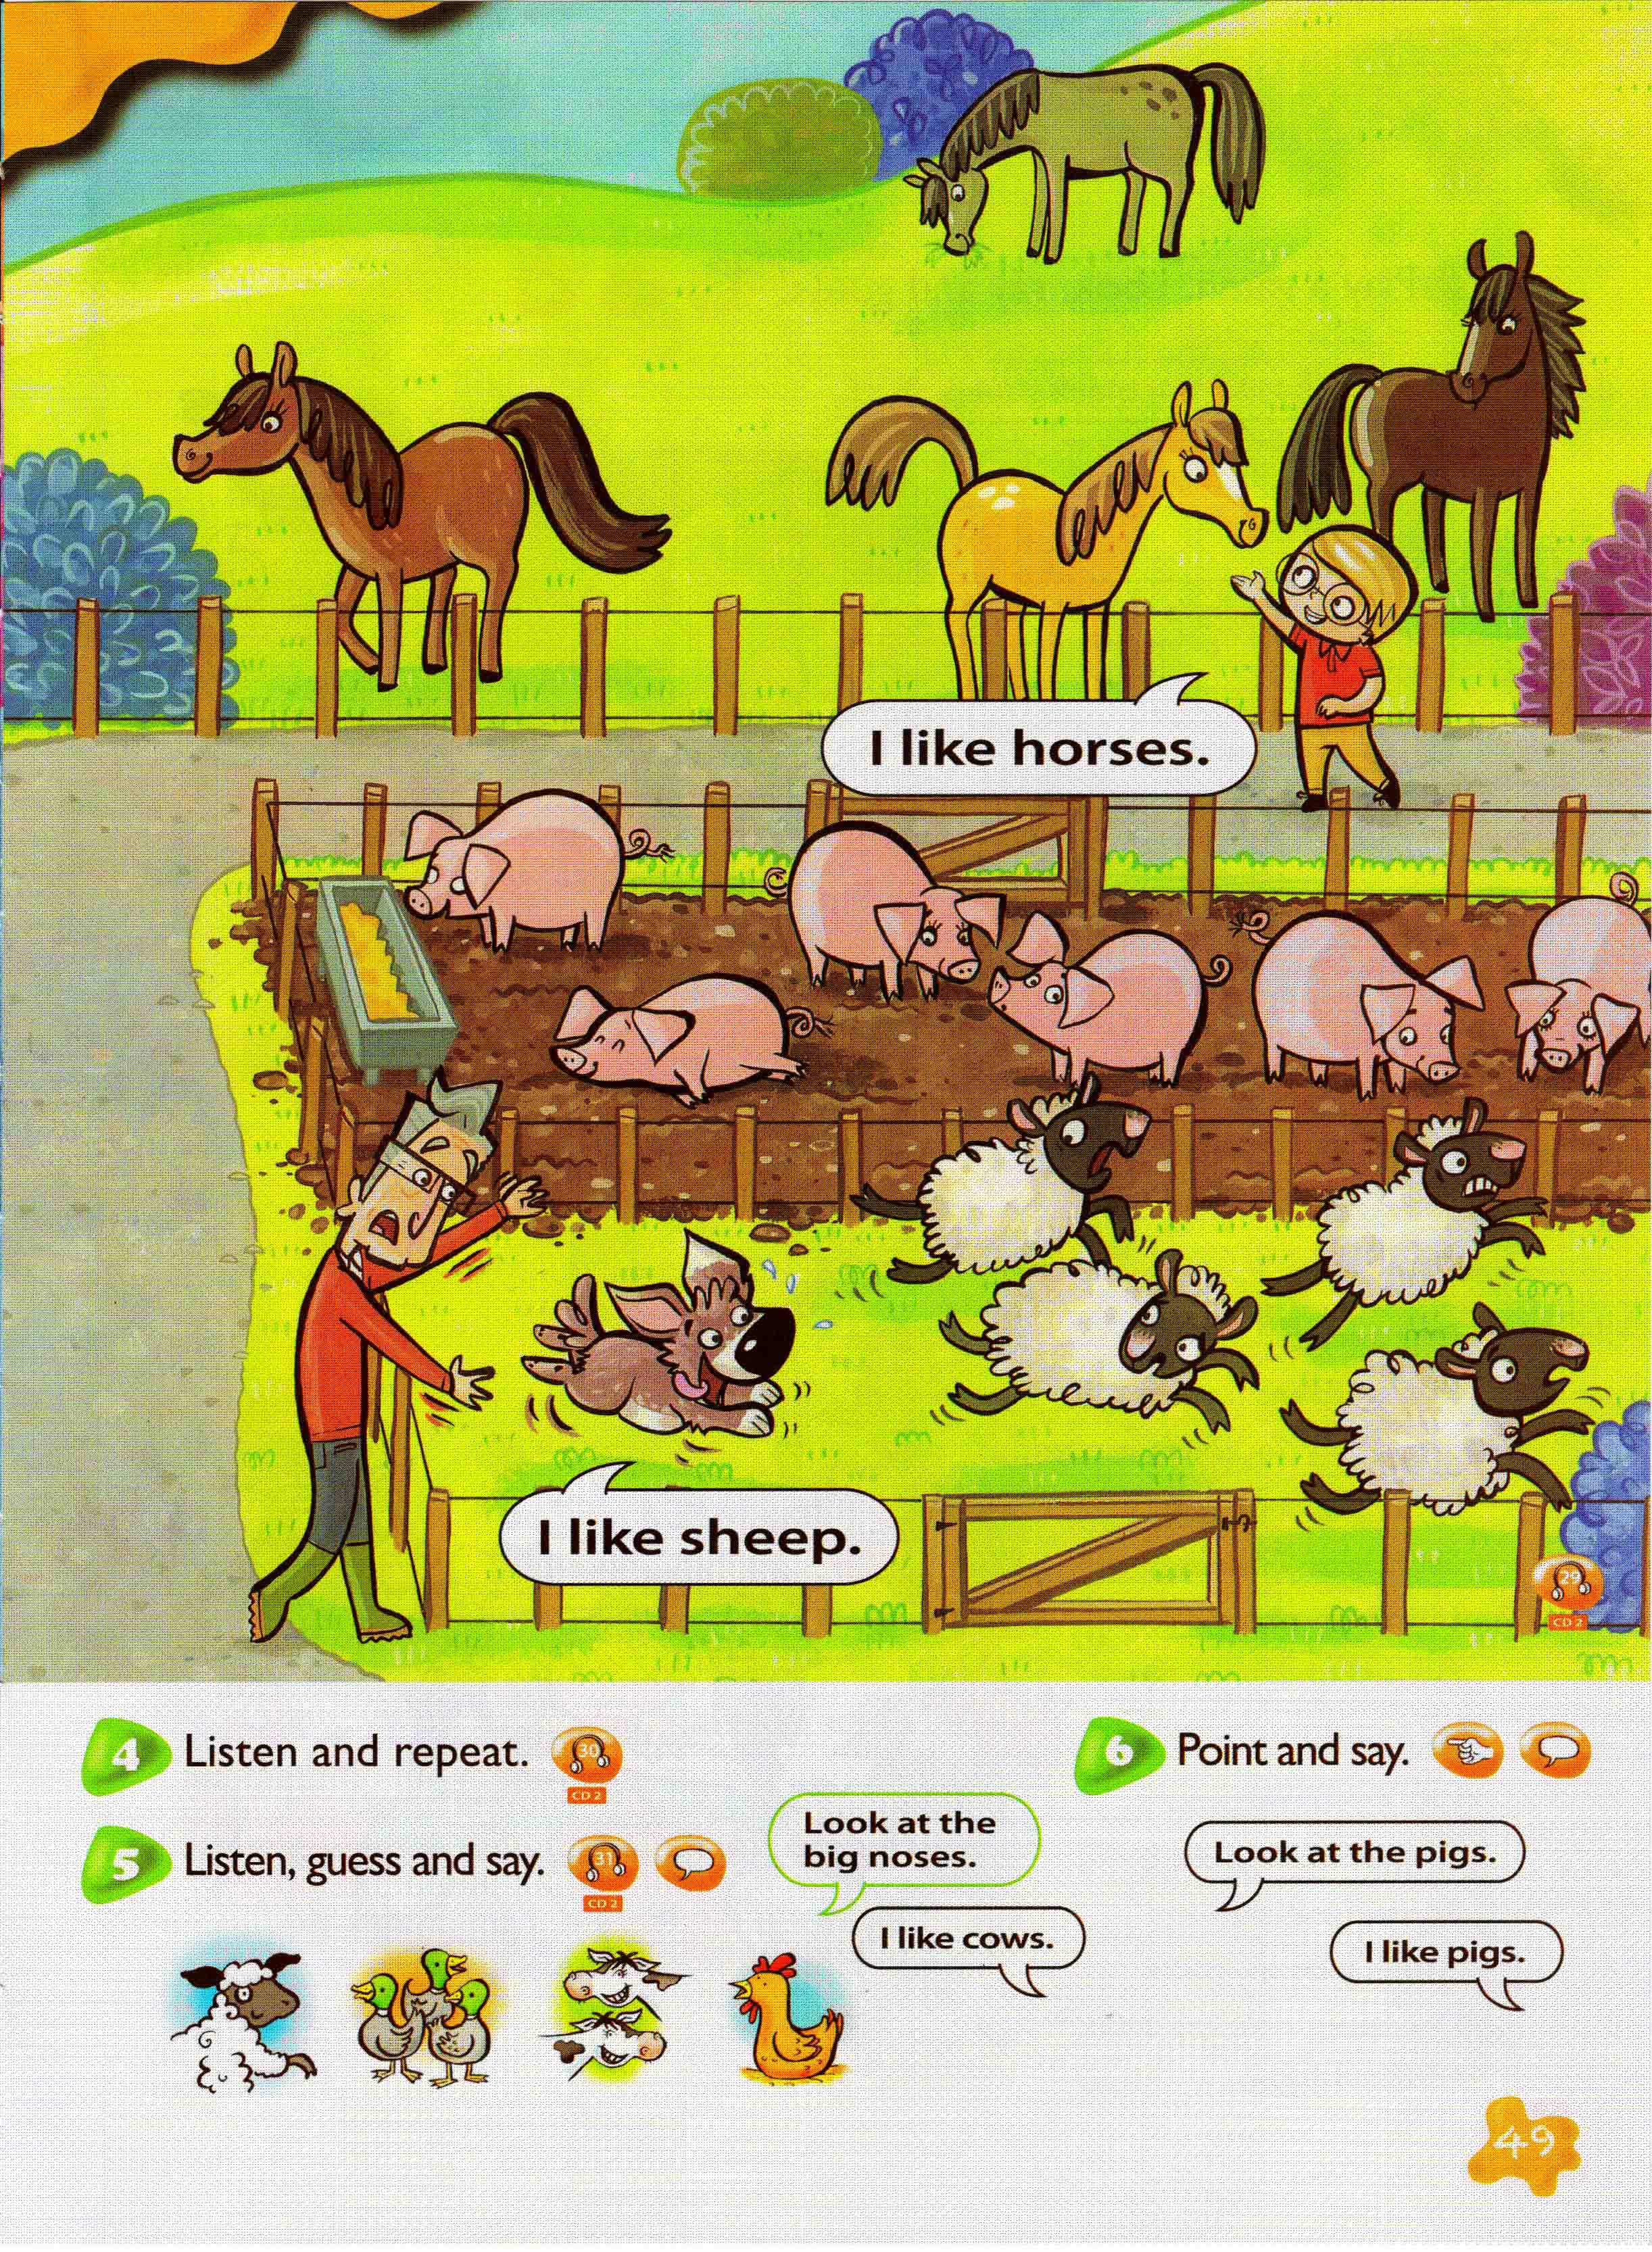 I like horses.
I like sheep.
29
CD 2
4 Listen and repeat. 30
CD 2
5 Listen, guess and say. 31
CD 2
Look at the
big noses.
I like cows.
6 Point and say.
Look at the pigs.
I like pigs.
49